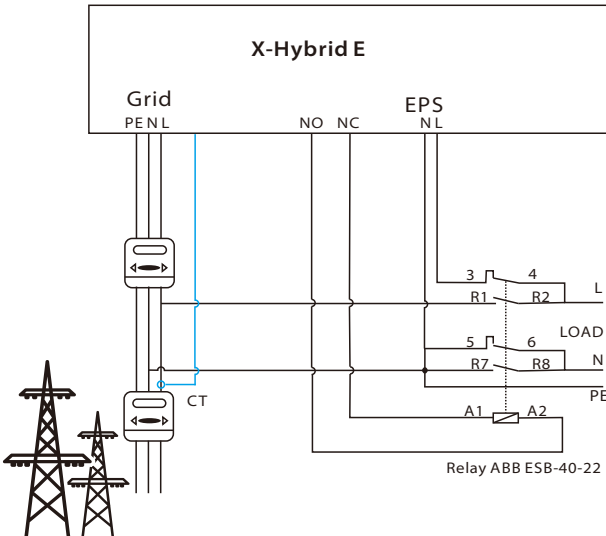 X-Hybrid E
Grid
EPS
PE N L
NO NC
N L
3 4
L
R1 R2
LOAD
5 6
N
R7 R8
PE
CT
A1 A2
Relay ABB ESB-40-22